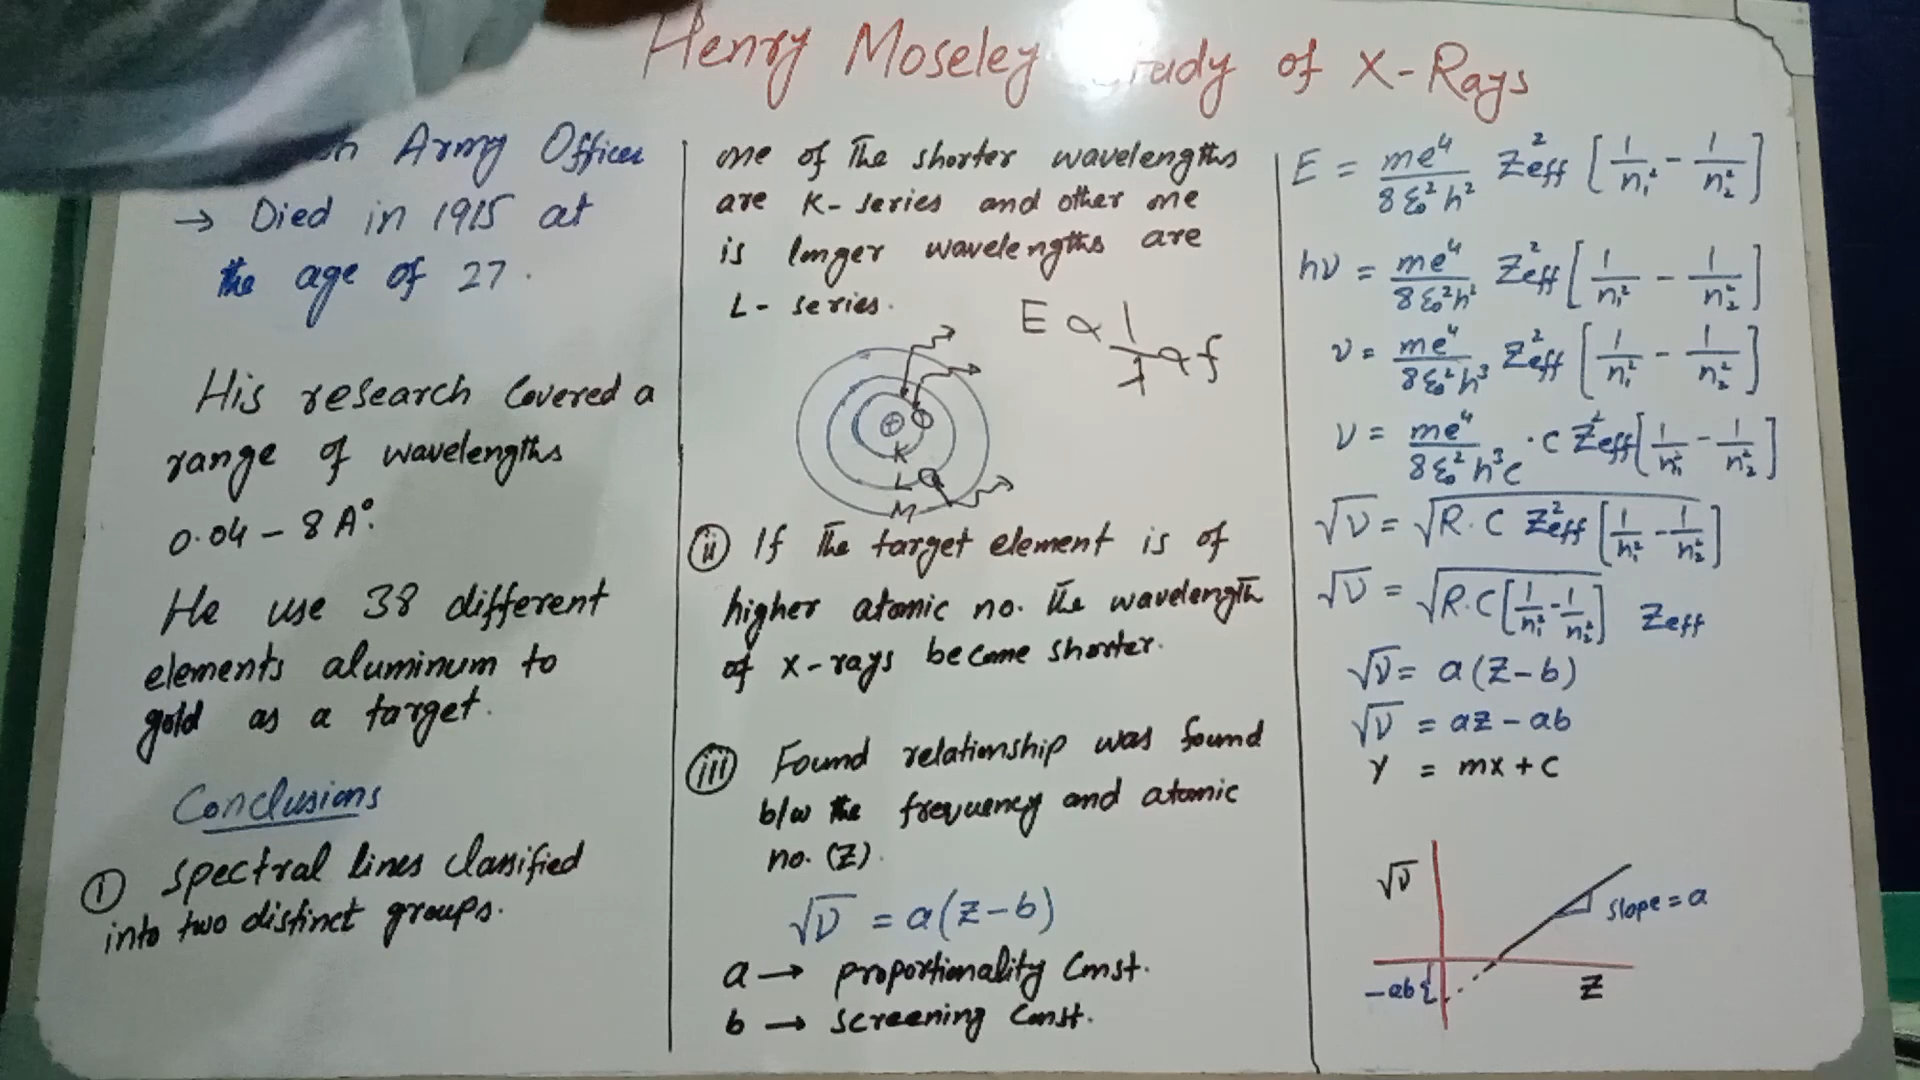 Henry Moseley Study of X-Rays
Army Officer
→ Died in 1915 at
the age of 27.
His research Covered a
range of wavelengths
0.04 – 8 A°.
He use 38 different
elements aluminum to
gold as a target.
Conclusions
① Spectral lines classified
into two distinct groups.
one of The shorter wavelengths
are K-series and other one
is longer wavelengths are
L- series.
E ∝ 1/λ ∝ f
K
L
M
ⅱ If The target element is of
higher atomic no. the wavelength
of X-rays become shorter.
ⅲ Found relationship was found
b/w the frequency and atomic
no. (Z).
√ν = a(Z-b)
a → proportionality Const.
b → Screening Const.
E = me⁴/8ε₀²h² Z²eff [1/n₁² - 1/n₂²]
hν = me⁴/8ε₀²h² Z²eff [1/n₁² - 1/n₂²]
ν = me⁴/8ε₀²h³ Z²eff [1/n₁² - 1/n₂²]
ν = me⁴/8ε₀²h³c · c Z²eff [1/n₁² - 1/n₂²]
√ν = √R.C Z²eff [1/n₁² - 1/n₂²]
√ν = √R.C [1/n₁² - 1/n₂²] Zeff
√ν = a(Z-b)
√ν = aZ - ab
Y = mx + c
√ν
slope = a
-ab{
Z